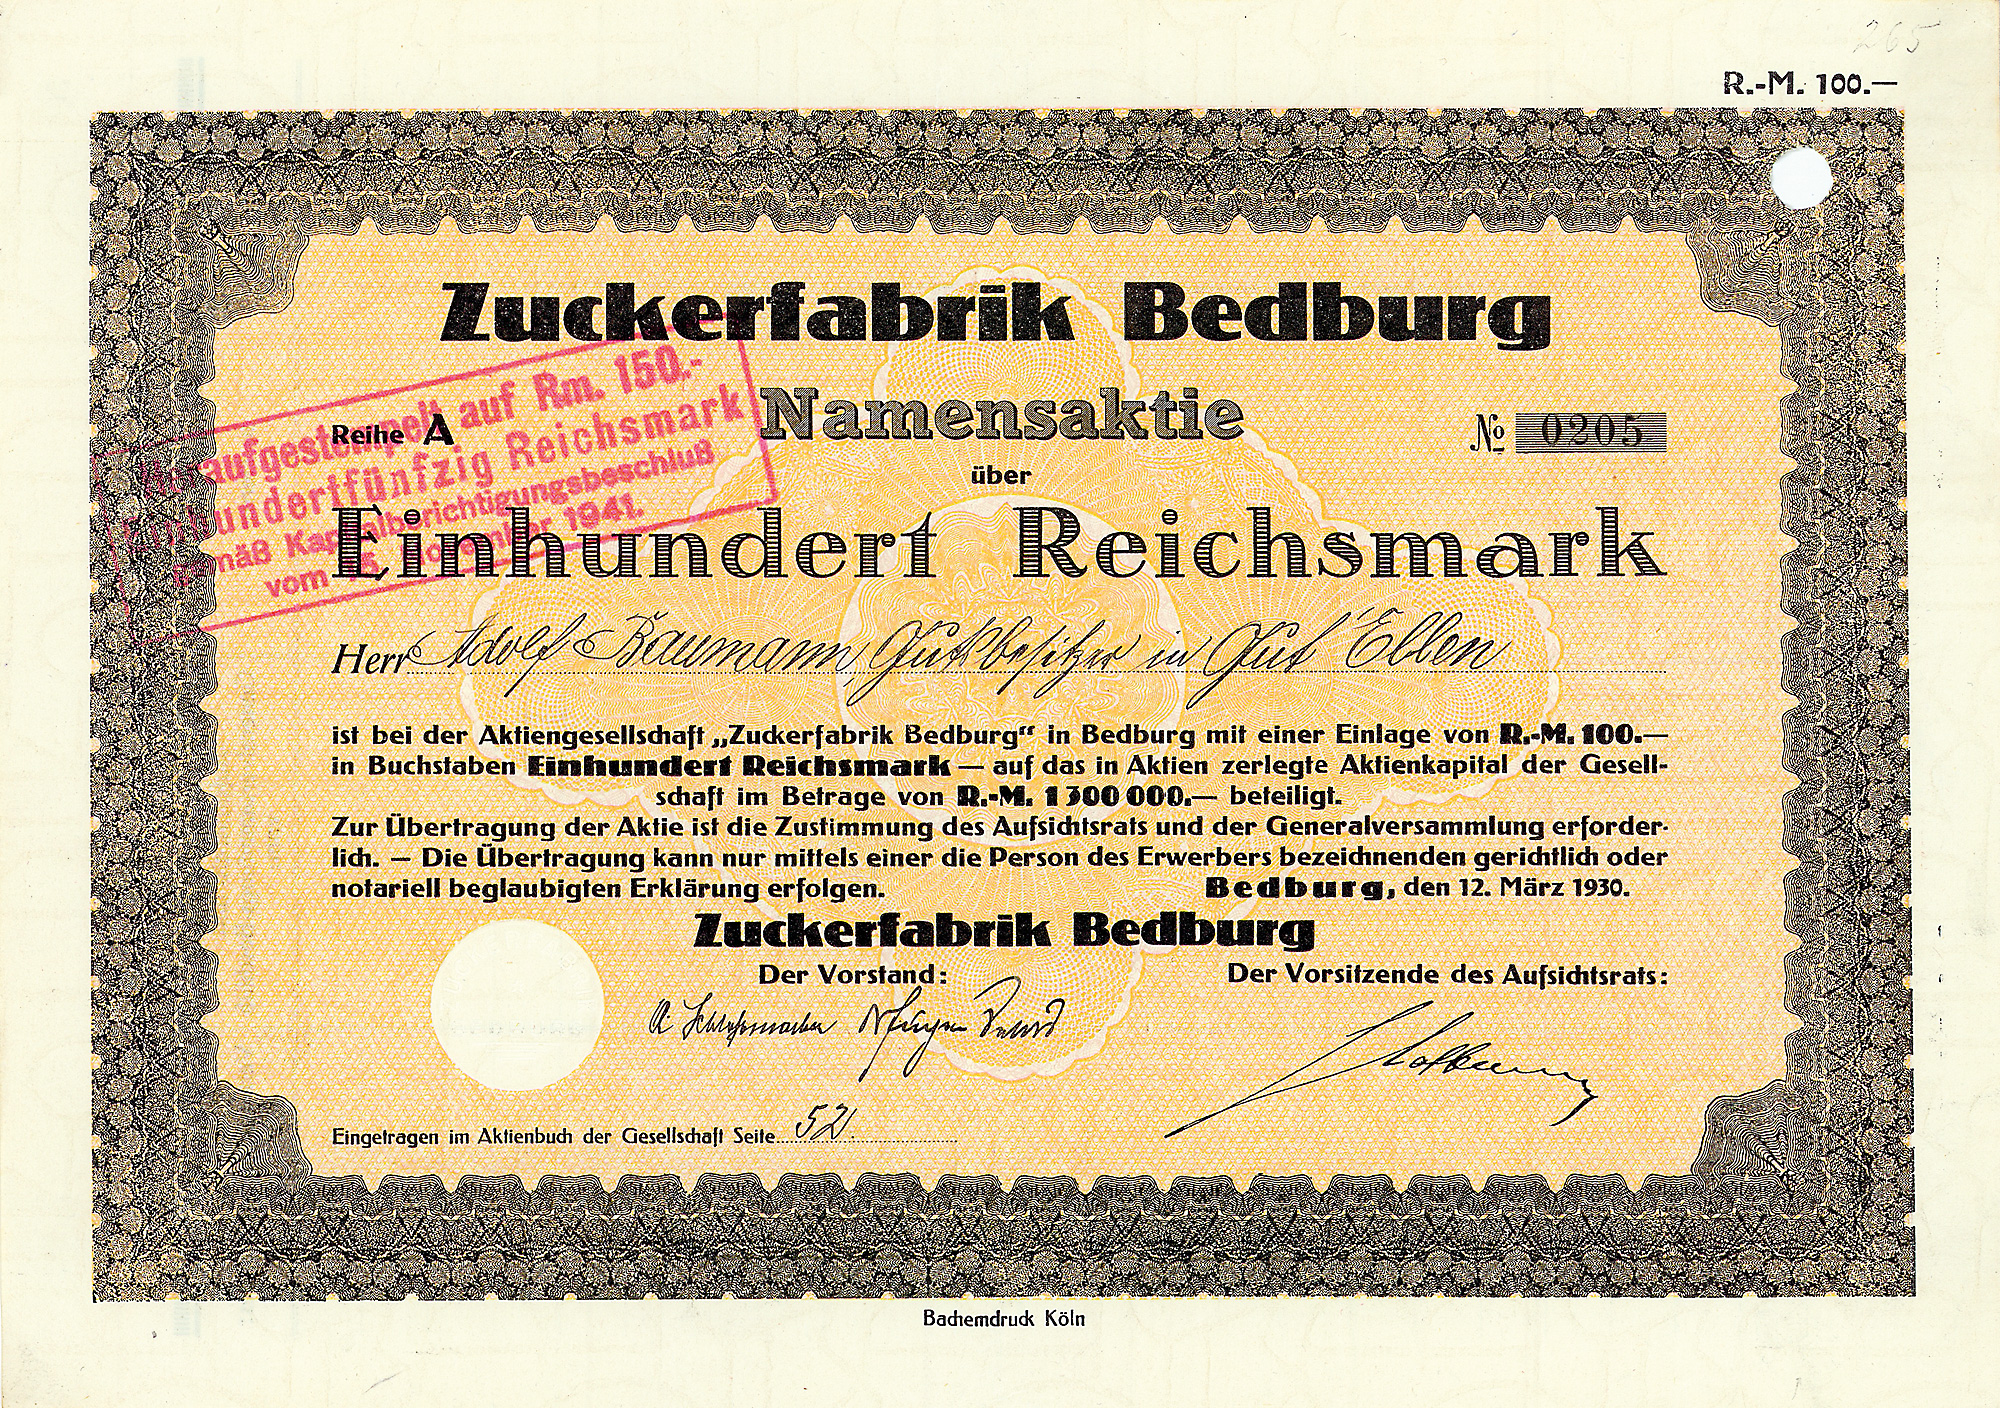 265
R.-M. 100.—
Zuckerfabrik Bedburg
Reihe A
Namensaktie
№ 0205
über
Einhundert Reichsmark
aufgestempelt auf Rm. 150.-
hundertfünfzig Reichsmark
gemäß Kapitalberichtigungsbeschluß
vom November 1941.
Herr Adolf Baumann, Gutsbesitzer in Gut Ellen
ist bei der Aktiengesellschaft „Zuckerfabrik Bedburg“ in Bedburg mit einer Einlage von R.-M. 100.—
in Buchstaben Einhundert Reichsmark — auf das in Aktien zerlegte Aktienkapital der Gesell-
schaft im Betrage von R.-M. 1 300 000.— beteiligt.
Zur Übertragung der Aktie ist die Zustimmung des Aufsichtsrats und der Generalversammlung erforder-
lich. — Die Übertragung kann nur mittels einer die Person des Erwerbers bezeichnenden gerichtlich oder
notariell beglaubigten Erklärung erfolgen. Bedburg, den 12. März 1930.
Zuckerfabrik Bedburg
Der Vorstand: Der Vorsitzende des Aufsichtsrats:
Eingetragen im Aktienbuch der Gesellschaft Seite 52
Bachemdruck Köln